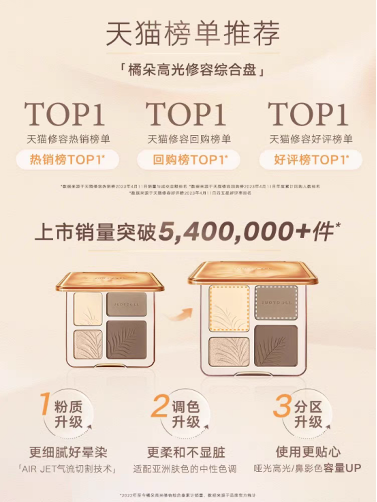 天猫榜单推荐
「橘朵高光修容综合盘」
TOP1 TOP1 TOP1
天猫修容热销榜单 天猫修容回购榜单 天猫修容好评榜单
热销榜TOP1* 回购榜TOP1* 好评榜TOP1*
上市销量突破5,400,000+件*
1 粉质升级 2 调色升级 3 分区升级
更细腻好晕染 更柔和不显脏 使用更贴心
「AIR JET气流切割技术」 适配亚洲肤色的中性色调 哑光高光/鼻影色容量UP